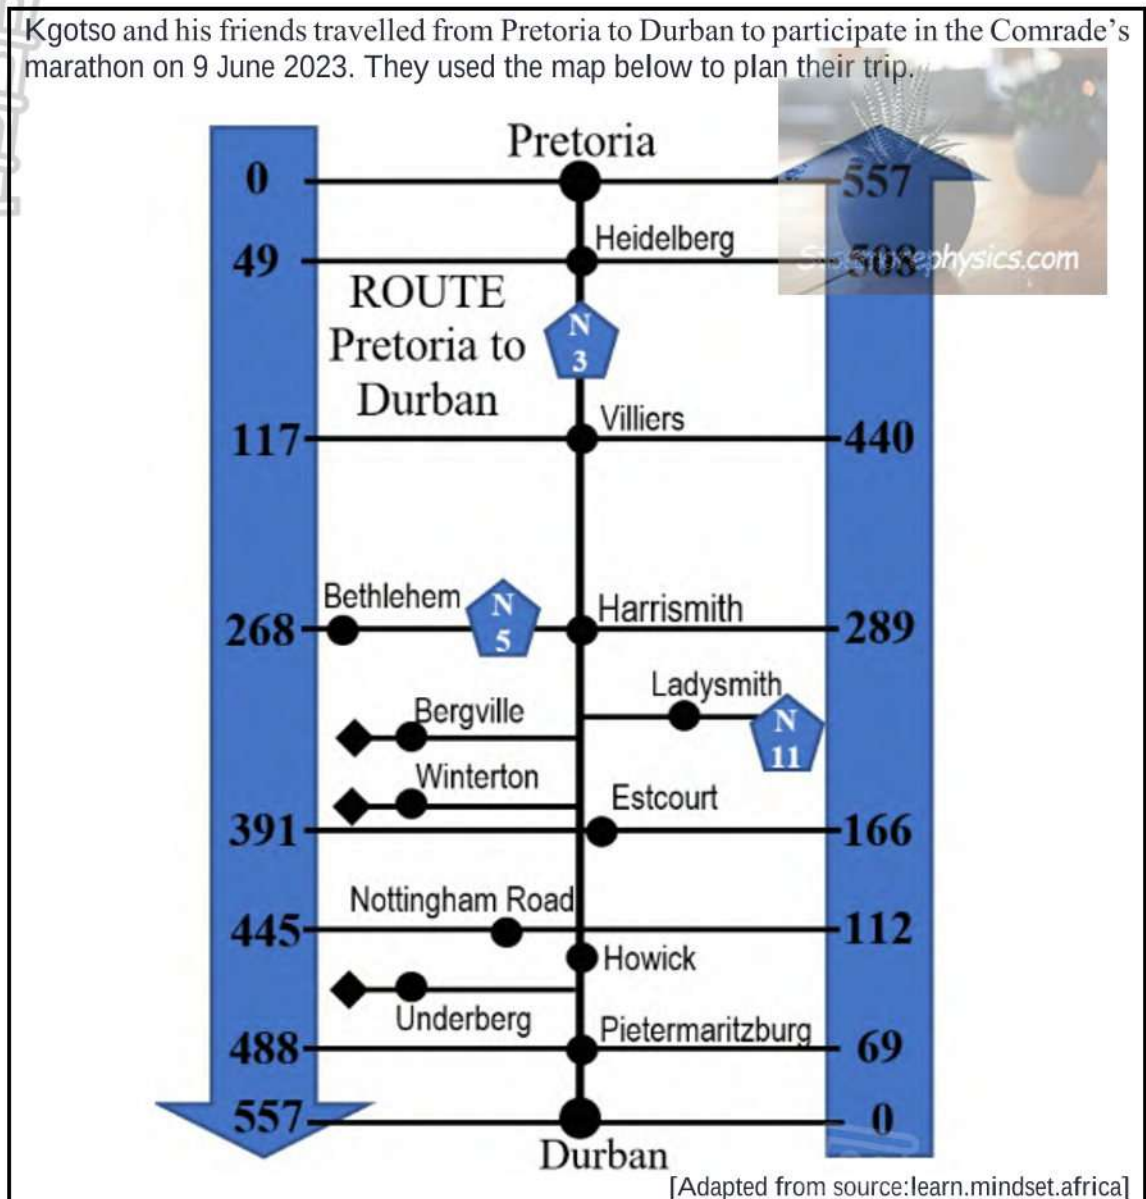 Kgotso and his friends travelled from Pretoria to Durban to participate in the Comrade's
marathon on 9 June 2023. They used the map below to plan their trip.
Pretoria
0
557
Heidelberg
49
508
physics.com
ROUTE
Pretoria to
Durban
N
3
Villiers
117
440
Bethlehem
N
5
Harrismith
268
289
Ladysmith
N
11
Bergville
Winterton
Estcourt
391
166
Nottingham Road
445
112
Howick
Underberg
Pietermaritzburg
488
69
557
0
Durban
[Adapted from source:learn.mindset.africa]